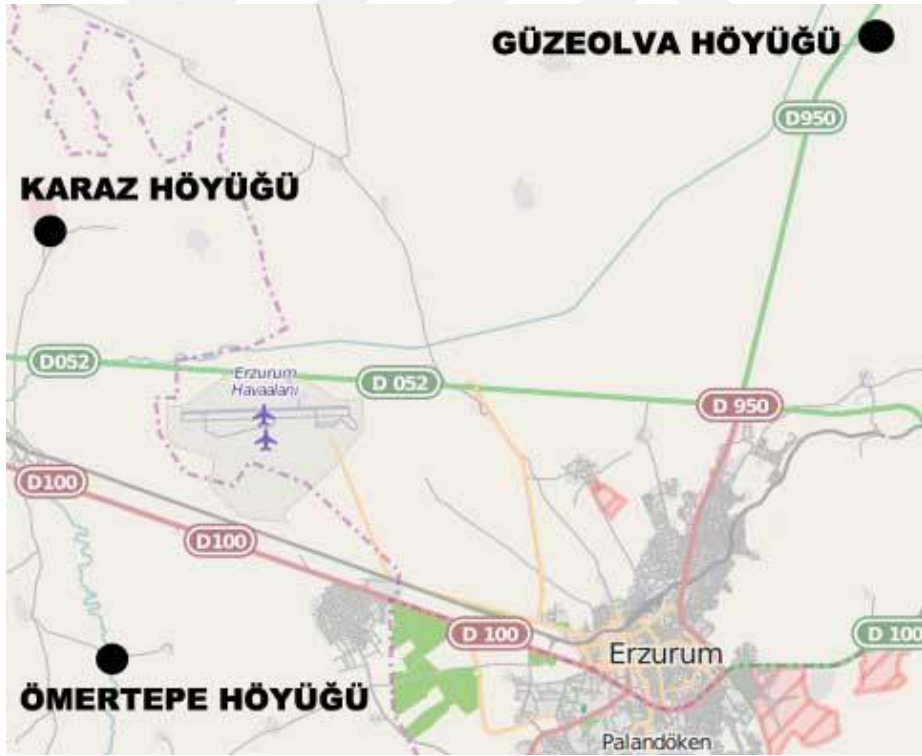 GÜZEOLVA HÖYÜĞÜ
D950
KARAZ HÖYÜĞÜ
D052
Erzurum
Havaalanı
D 052
D 950
D100
D100
D 100
D 100
Erzurum
ÖMERTEPE HÖYÜĞÜ
Palandöken